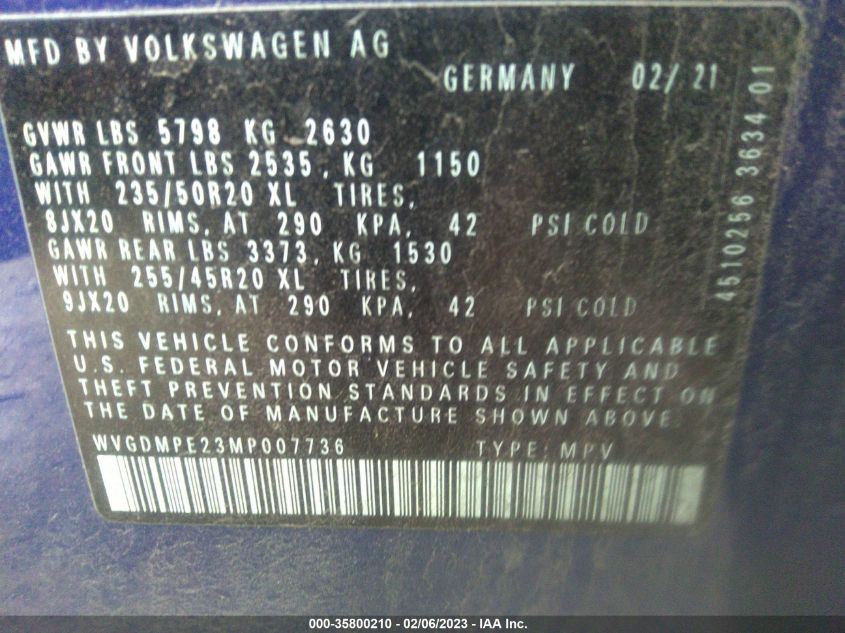 MFD BY VOLKSWAGEN AG
GERMANY 02/ 21
GVWR LBS 5798 KG 2630
GAWR FRONT LBS 2535, KG 1150
WITH 235/50R20 XL TIRES,
8JX20 RIMS, AT 290 KPA, 42 PSI COLD
GAWR REAR LBS 3373, KG 1530
WITH 255/45R20 XL TIRES,
9JX20 RIMS, AT 290 KPA, 42 PSI COLD
THIS VEHICLE CONFORMS TO ALL APPLICABLE
U.S. FEDERAL MOTOR VEHICLE SAFETY AND
THEFT PREVENTION STANDARDS IN EFFECT ON
THE DATE OF MANUFACTURE SHOWN ABOVE.
WVGDMPE23MP007736 TYPE: MPV
4510256 3634 01
000-35800210 - 02/06/2023 - IAA Inc.